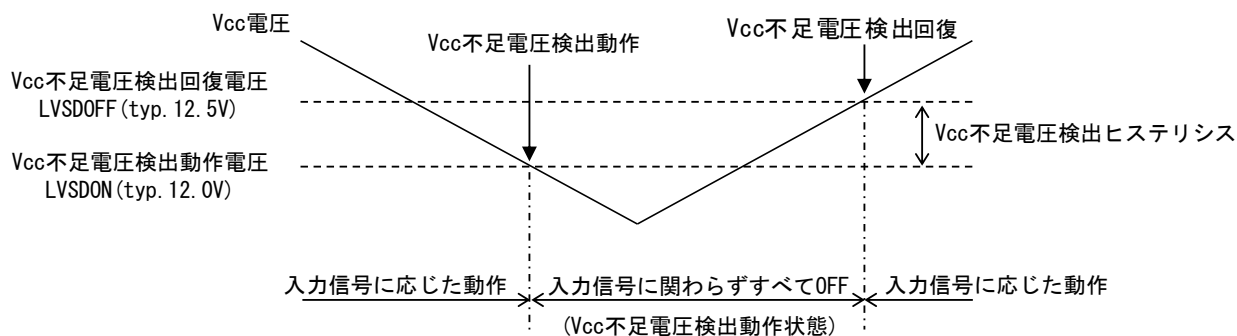 Vcc電圧
Vcc不足電圧検出動作
Vcc不足電圧検出回復
Vcc不足電圧検出回復電圧
LVSDOFF(typ.12.5V)
Vcc不足電圧検出ヒステリシス
Vcc不足電圧検出動作電圧
LVSDON(typ.12.0V)
入力信号に応じた動作
入力信号に関わらずすべてOFF
入力信号に応じた動作
(Vcc不足電圧検出動作状態)